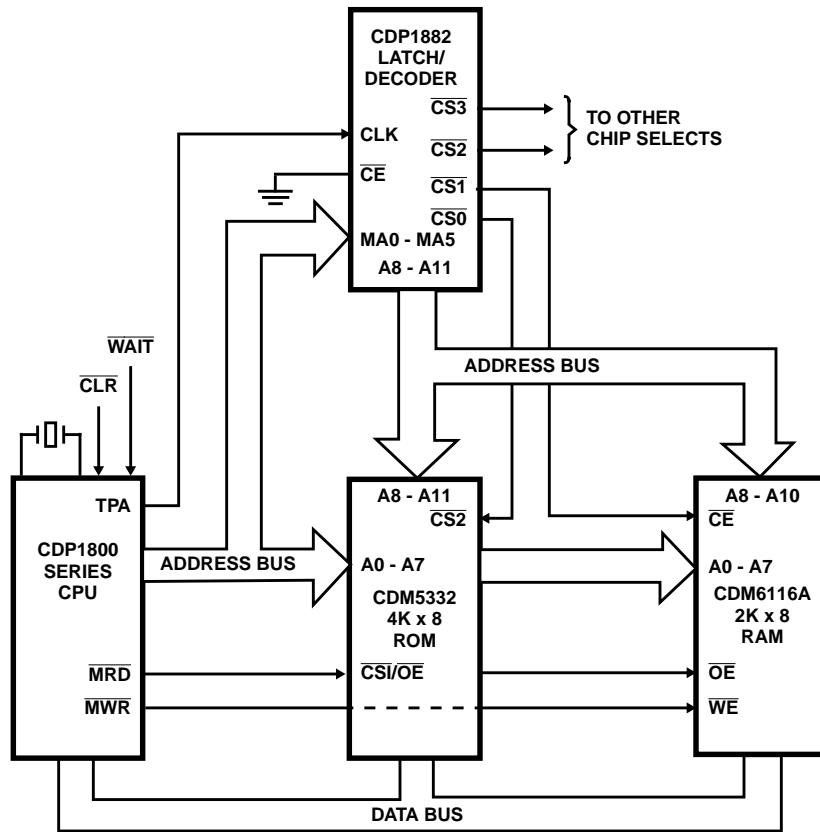 CDP1882
LATCH/
DECODER
CS3
CLK
CS2
CE
CS1
CS0
MA0 - MA5
A8 - A11
TO OTHER
CHIP SELECTS
WAIT
CLR
ADDRESS BUS
TPA
CDP1800
SERIES
CPU
MRD
MWR
ADDRESS BUS
A8 - A11
CS2
A0 - A7
CDM5332
4K x 8
ROM
CSI/OE
A8 - A10
CE
A0 - A7
CDM6116A
2K x 8
RAM
OE
WE
DATA BUS